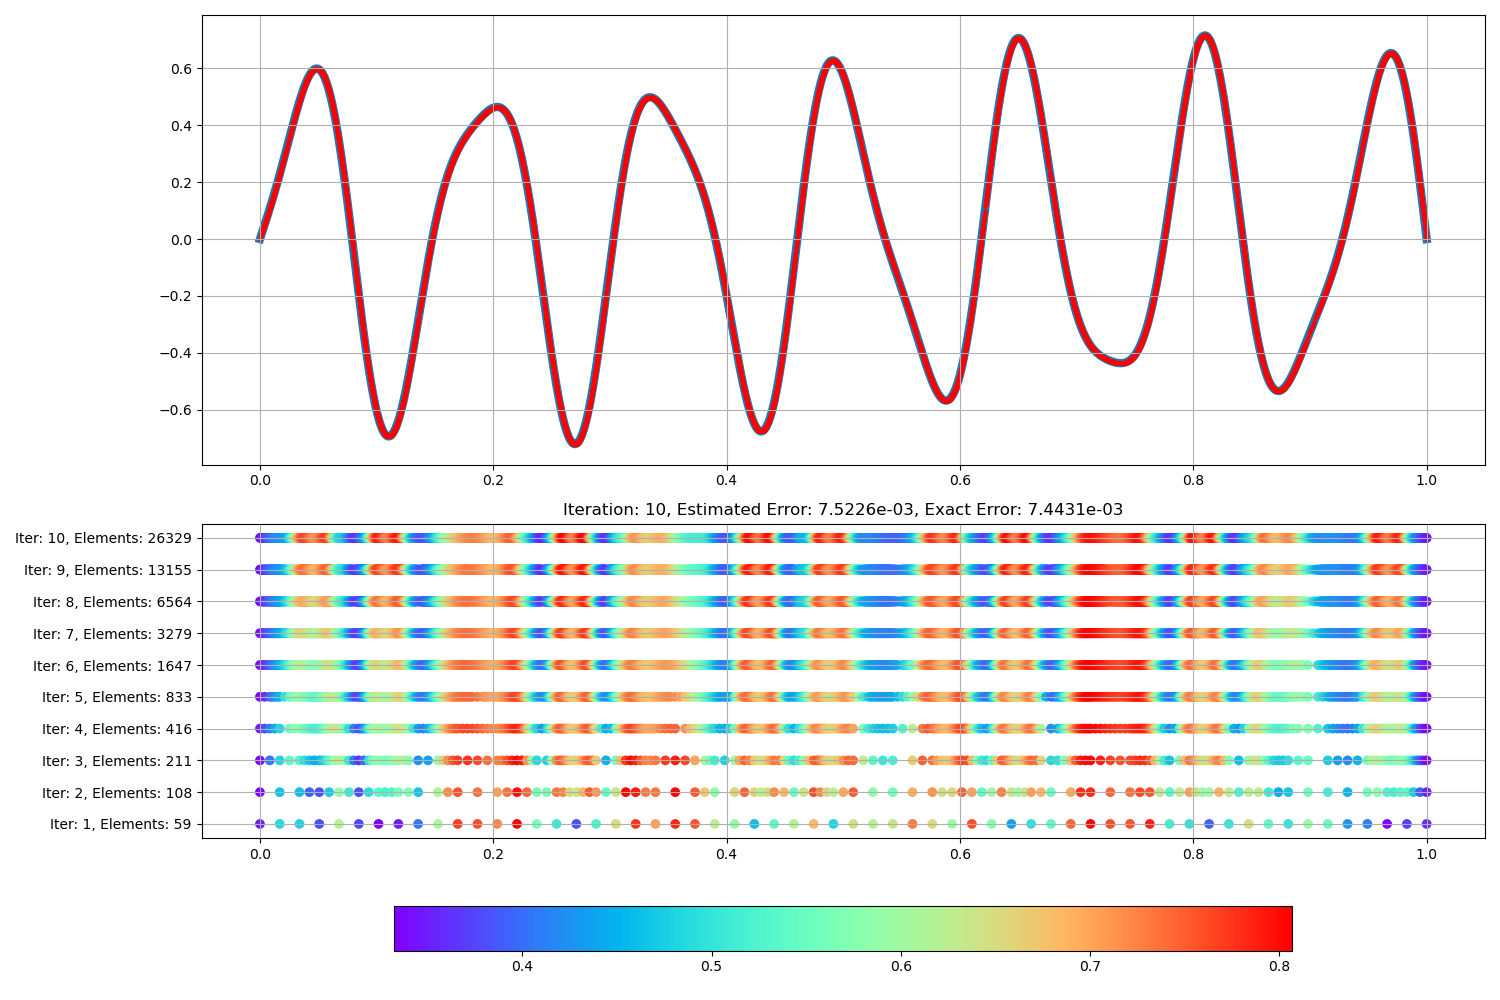 0.6
0.4
0.2
0.0
−0.2
−0.4
−0.6
0.0 0.2 0.4 0.6 0.8 1.0
Iteration: 10, Estimated Error: 7.5226e-03, Exact Error: 7.4431e-03
Iter: 10, Elements: 26329
Iter: 9, Elements: 13155
Iter: 8, Elements: 6564
Iter: 7, Elements: 3279
Iter: 6, Elements: 1647
Iter: 5, Elements: 833
Iter: 4, Elements: 416
Iter: 3, Elements: 211
Iter: 2, Elements: 108
Iter: 1, Elements: 59
0.0 0.2 0.4 0.6 0.8 1.0
0.4 0.5 0.6 0.7 0.8